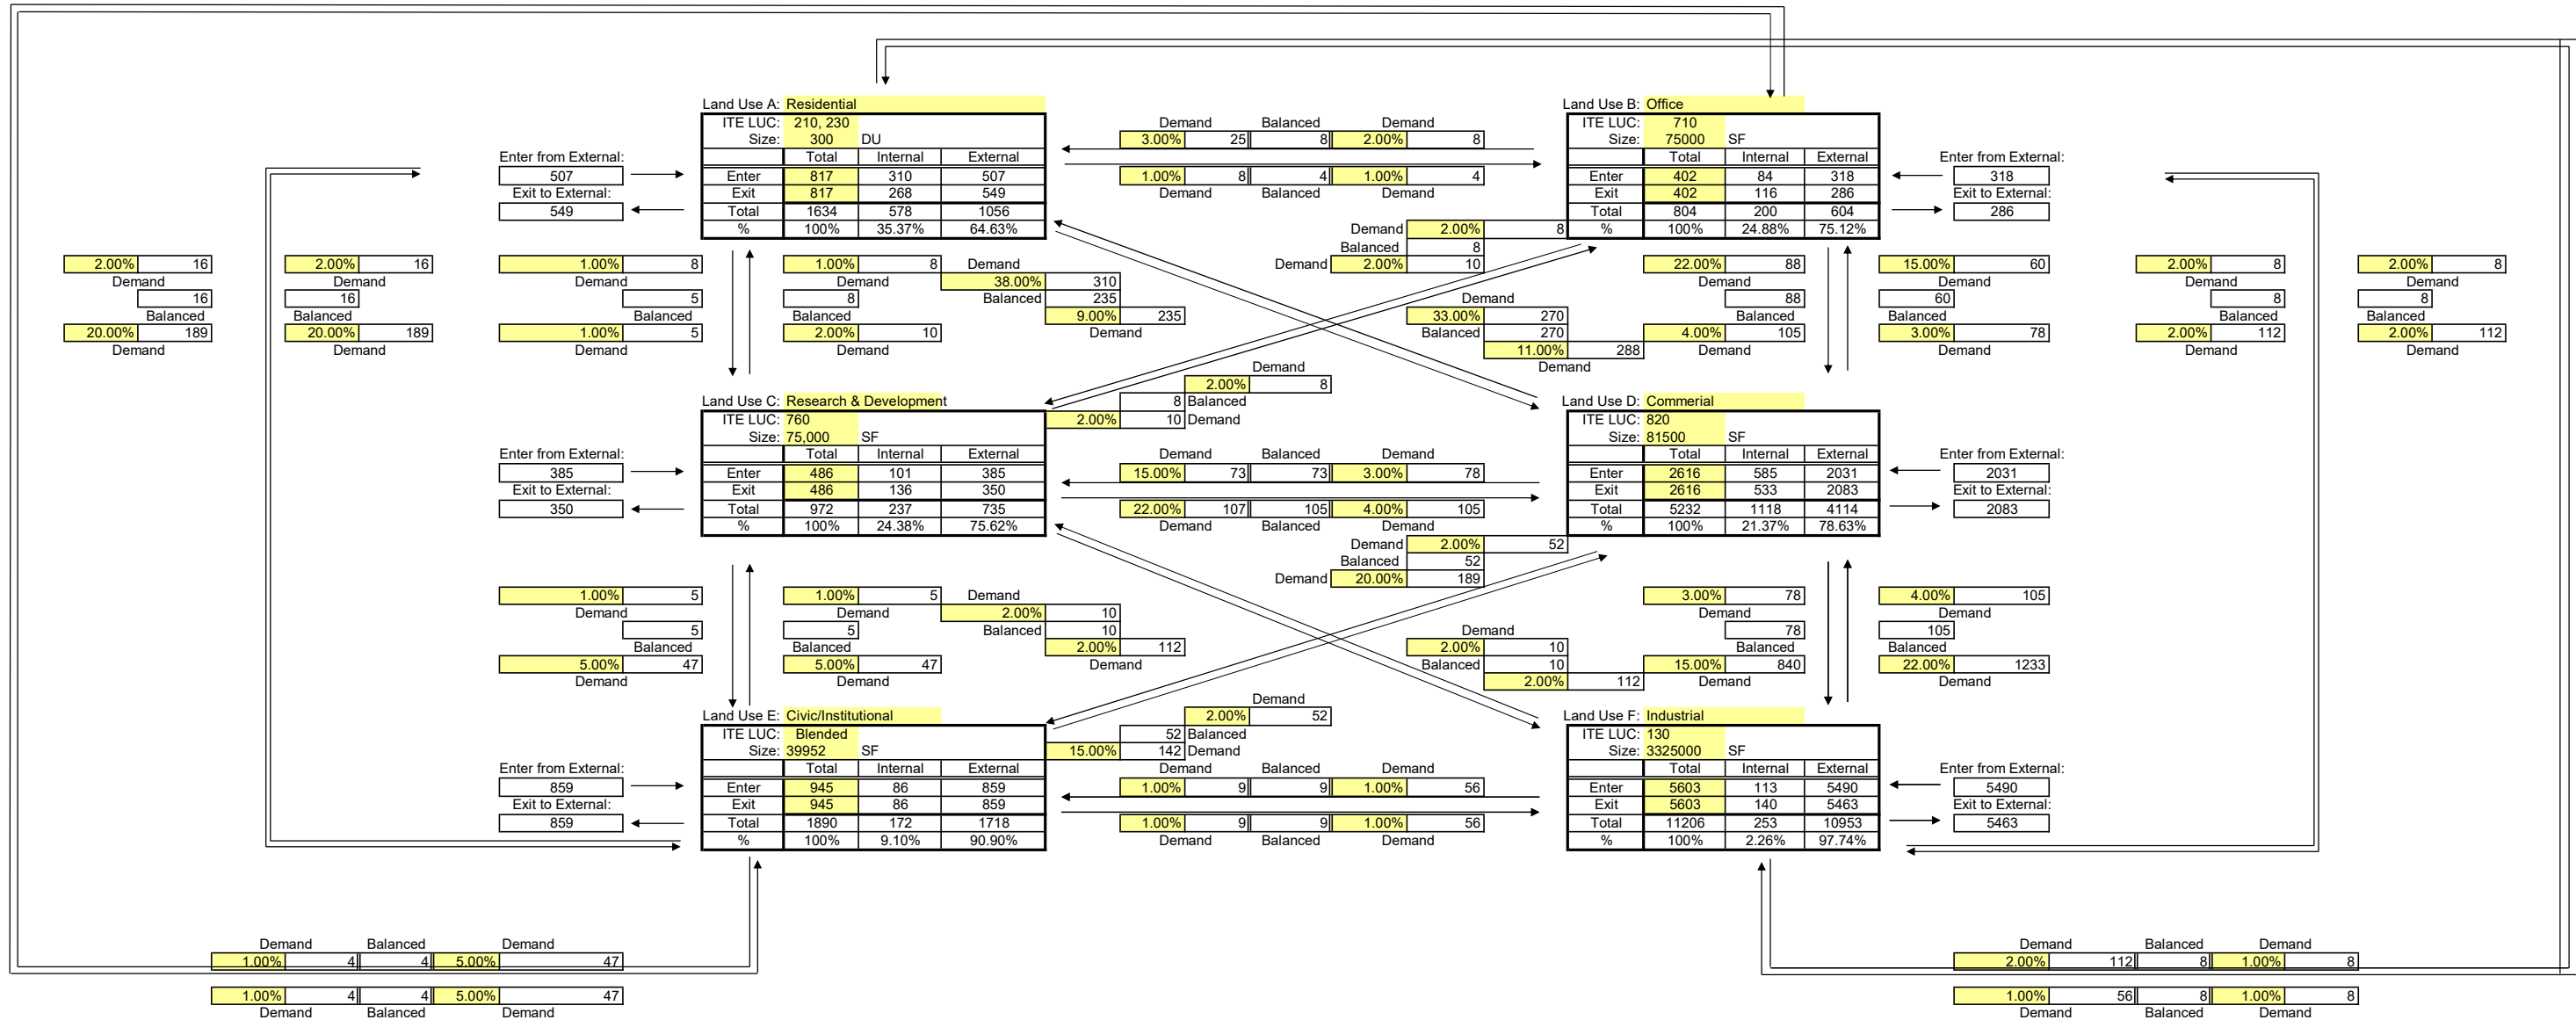 Land Use A: Residential Land Use B: Office
ITE LUC: 210, 230 Demand Balanced Demand ITE LUC: 710
Size: 300 DU 3.00% 25 8 2.00% 8 Size: 75000 SF
Enter from External: Total Internal External Total Internal External Enter from External:
507 Enter 817 310 507 1.00% 8 4 1.00% 4 Enter 402 84 318 318
Exit to External: Exit 817 268 549 Demand Balanced Demand Exit 402 116 286 Exit to External:
549 Total 1634 578 1056 Total 804 200 604 286
% 100% 35.37% 64.63% Demand 2.00% 8 % 100% 24.88% 75.12%
Balanced 8
2.00% 16 2.00% 16 1.00% 8 1.00% 8 Demand Demand 2.00% 10 22.00% 88 15.00% 60 2.00% 8 2.00% 8
Demand Demand Demand Demand 38.00% 310 Demand Demand Demand Demand
16 16 5 8 Balanced 235 Demand 88 60 8 8
Balanced Balanced Balanced Balanced 9.00% 235 33.00% 270 Balanced Balanced Balanced Balanced
20.00% 189 20.00% 189 1.00% 5 2.00% 10 Demand Balanced 270 4.00% 105 3.00% 78 2.00% 112 2.00% 112
Demand Demand Demand Demand 11.00% 288 Demand Demand Demand Demand
Demand
Demand
2.00% 8
Land Use C: Research & Development 8 Balanced Land Use D: Commerial
ITE LUC: 760 2.00% 10 Demand ITE LUC: 820
Size: 75,000 SF Size: 81500 SF
Enter from External: Total Internal External Demand Balanced Demand Total Internal External Enter from External:
385 Enter 486 101 385 15.00% 73 73 3.00% 78 Enter 2616 585 2031 2031
Exit to External: Exit 486 136 350 Exit 2616 533 2083 Exit to External:
350 Total 972 237 735 22.00% 107 105 4.00% 105 Total 5232 1118 4114 2083
% 100% 24.38% 75.62% Demand Balanced Demand % 100% 21.37% 78.63%
Demand 2.00% 52
Balanced 52
Demand 20.00% 189
1.00% 5 1.00% 5 Demand 3.00% 78 4.00% 105
Demand Demand 2.00% 10 Demand Demand
5 5 Balanced 10 Demand 78 105
Balanced Balanced 2.00% 112 2.00% 10 Balanced Balanced
5.00% 47 5.00% 47 Demand Balanced 10 15.00% 840 22.00% 1233
Demand Demand 2.00% 112 Demand Demand
Demand
Land Use E: Civic/Institutional 2.00% 52 Land Use F: Industrial
ITE LUC: Blended 52 Balanced ITE LUC: 130
Size: 39952 SF 15.00% 142 Demand Size: 3325000 SF
Enter from External: Total Internal External Demand Balanced Demand Total Internal External Enter from External:
859 Enter 945 86 859 1.00% 9 9 1.00% 56 Enter 5603 113 5490 5490
Exit to External: Exit 945 86 859 Exit 5603 140 5463 Exit to External:
859 Total 1890 172 1718 1.00% 9 9 1.00% 56 Total 11206 253 10953 5463
% 100% 9.10% 90.90% Demand Balanced Demand % 100% 2.26% 97.74%
Demand Balanced Demand Demand Balanced Demand
1.00% 4 4 5.00% 47 2.00% 112 8 1.00% 8
1.00% 4 4 5.00% 47 1.00% 56 8 1.00% 8
Demand Balanced Demand Demand Balanced Demand